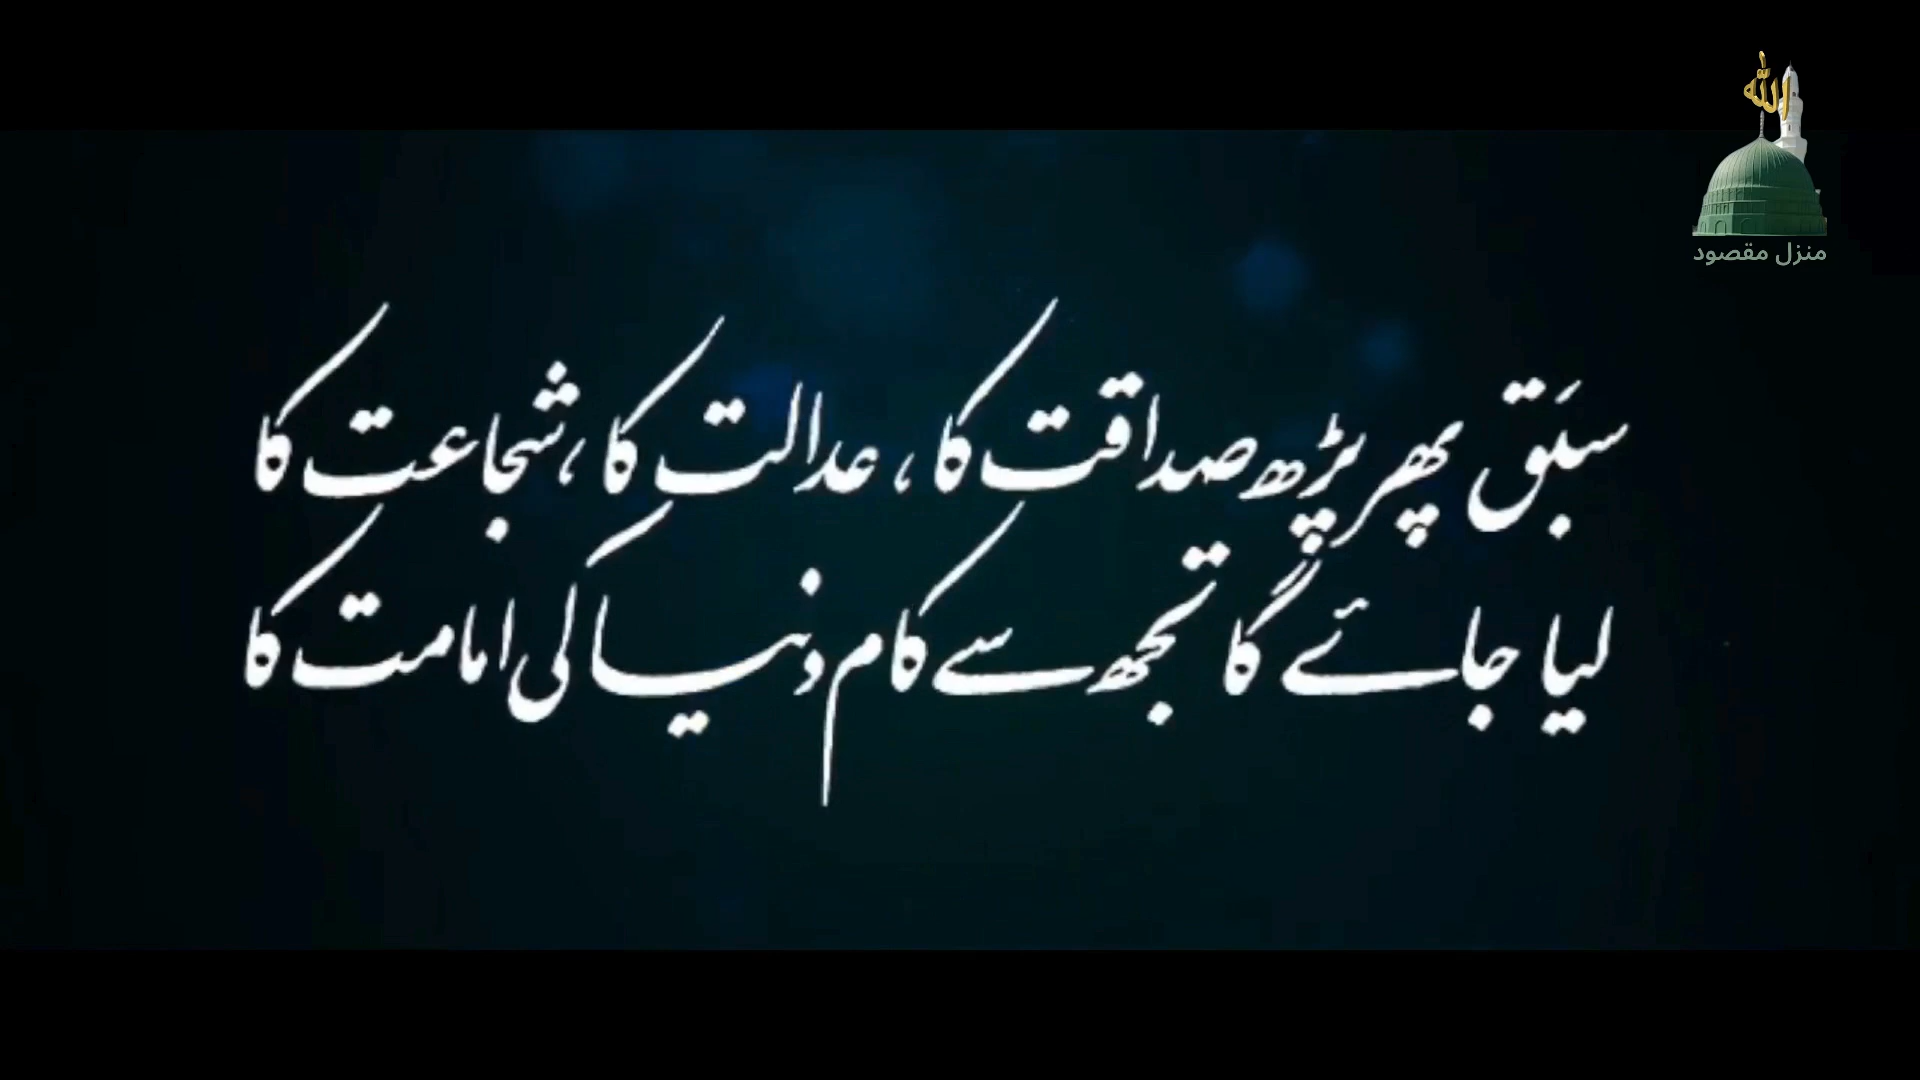 الله
منزل مقصود
سبَق پھر پڑھ صداقت کا ، عدالت کا ، شجاعت کا
لیا جائے گا تجھ سے کام دنیا کی امامت کا